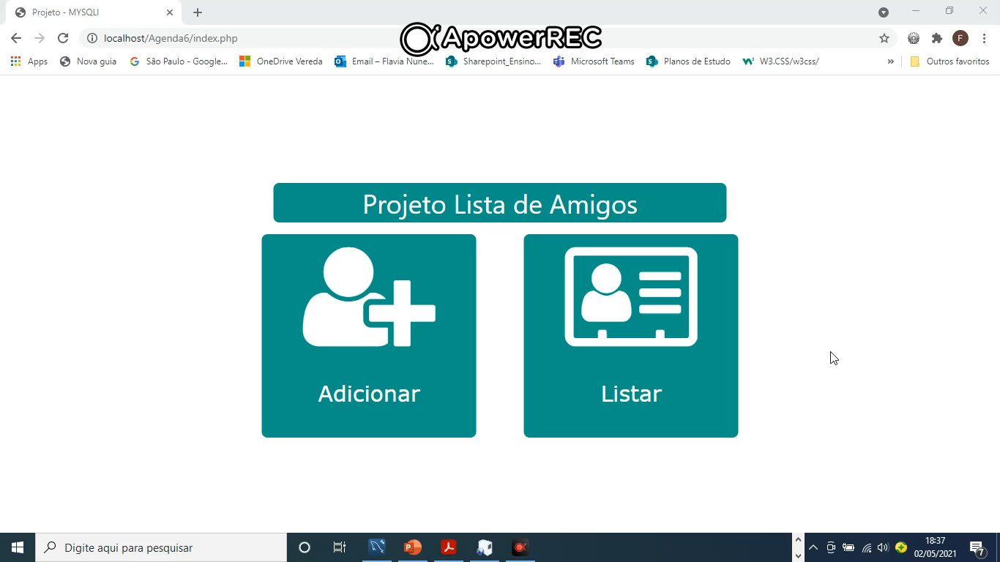 Projeto - MYSQLI
localhost/Agenda6/index.php
ApowerREC
F
Apps Nova guia São Paulo - Google... OneDrive Vereda Email – Flavia Nune... Sharepoint_Ensino... Microsoft Teams Planos de Estudo W3.CSS/w3css/ » Outros favoritos
Projeto Lista de Amigos
Adicionar
Listar
Digite aqui para pesquisar
18:37
02/05/2021
7